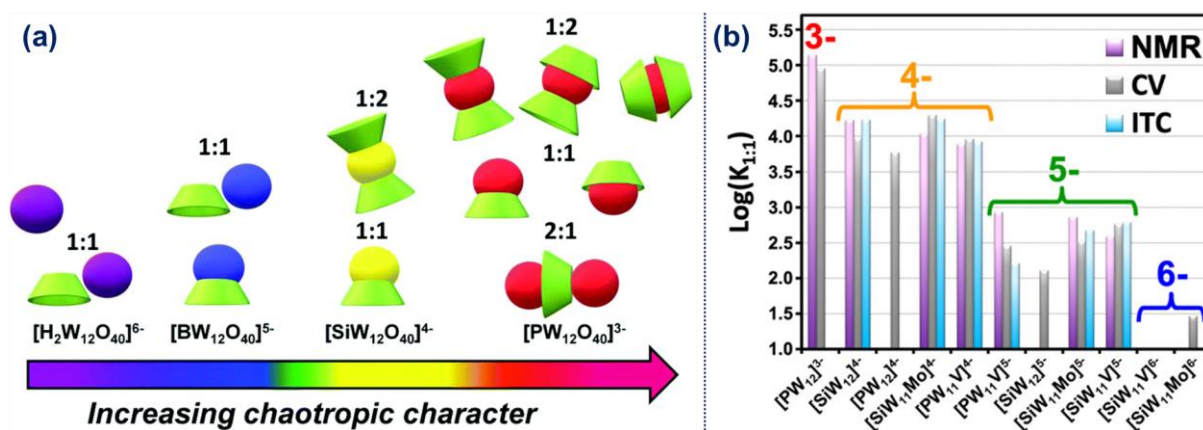 (a)
1:2
1:2
1:1
1:1
1:1
1:1
2:1
[H₂W₁₂O₄₀]⁶⁻
[BW₁₂O₄₀]⁵⁻
[SiW₁₂O₄₀]⁴⁻
[PW₁₂O₄₀]³⁻
Increasing chaotropic character
(b)
Log(K₁:₁)
5.5
5.0
4.5
4.0
3.5
3.0
2.5
2.0
1.5
1.0
3-
4-
5-
6-
NMR
CV
ITC
[PW₁₂]³⁻
[SiW₁₂]⁴⁻
[PW₁₂]⁴⁻
[SiW₁₁Mo]⁴⁻
[PW₁₁V]⁴⁻
[PW₁₁V]⁵⁻
[SiW₁₂]⁵⁻
[SiW₁₁Mo]⁵⁻
[SiW₁₁V]⁵⁻
[SiW₁₁V]⁶⁻
[SiW₁₁Mo]⁶⁻